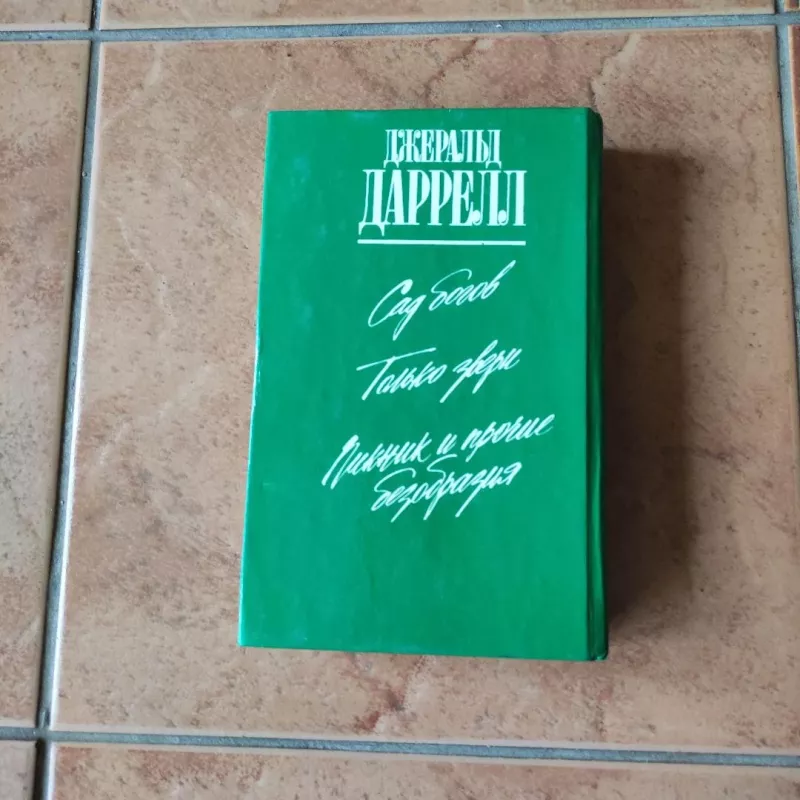 ДЖЕРАЛЬД
ДАРРЕЛЛ
Сад богов
Только звери
Пикник и прочие
безобразия